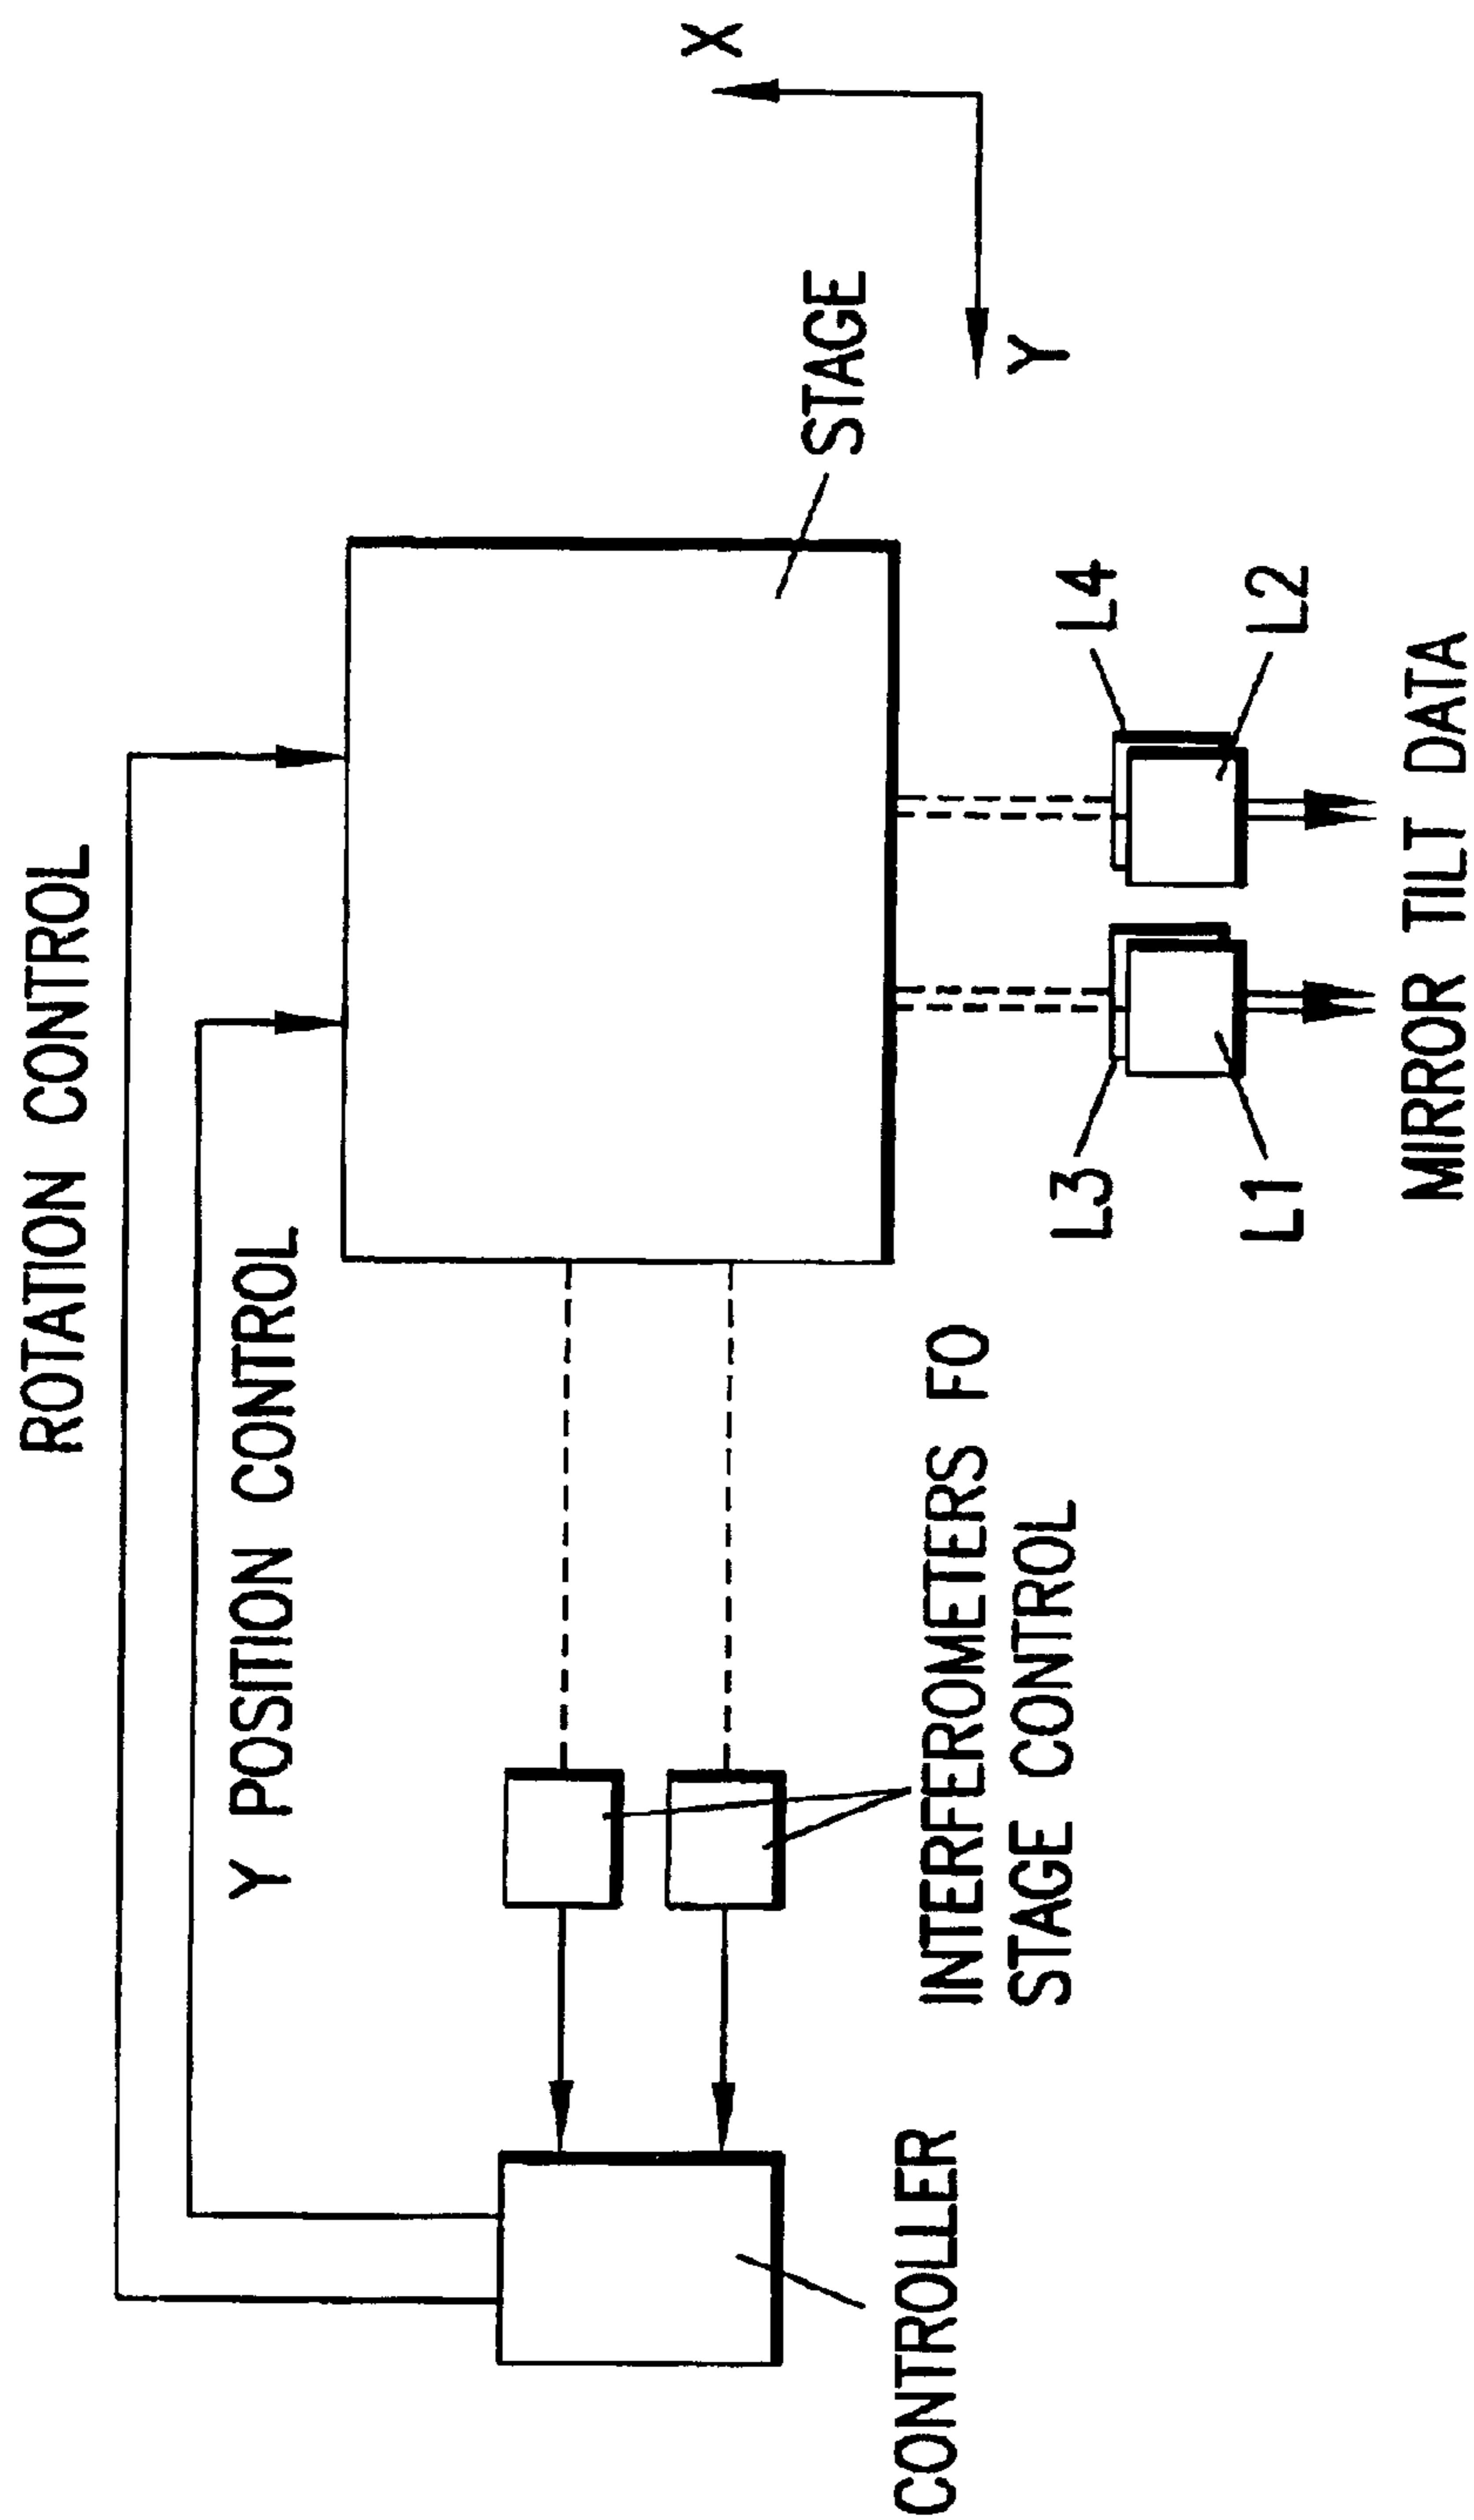 ROTATION CONTROL
Y POSITION CONTROL
CONTROLLER
INTERFEROMETERS FO
STAGE CONTROL
STAGE
X
Y
L3
L4
L1
L2
MIRROR TILT DATA